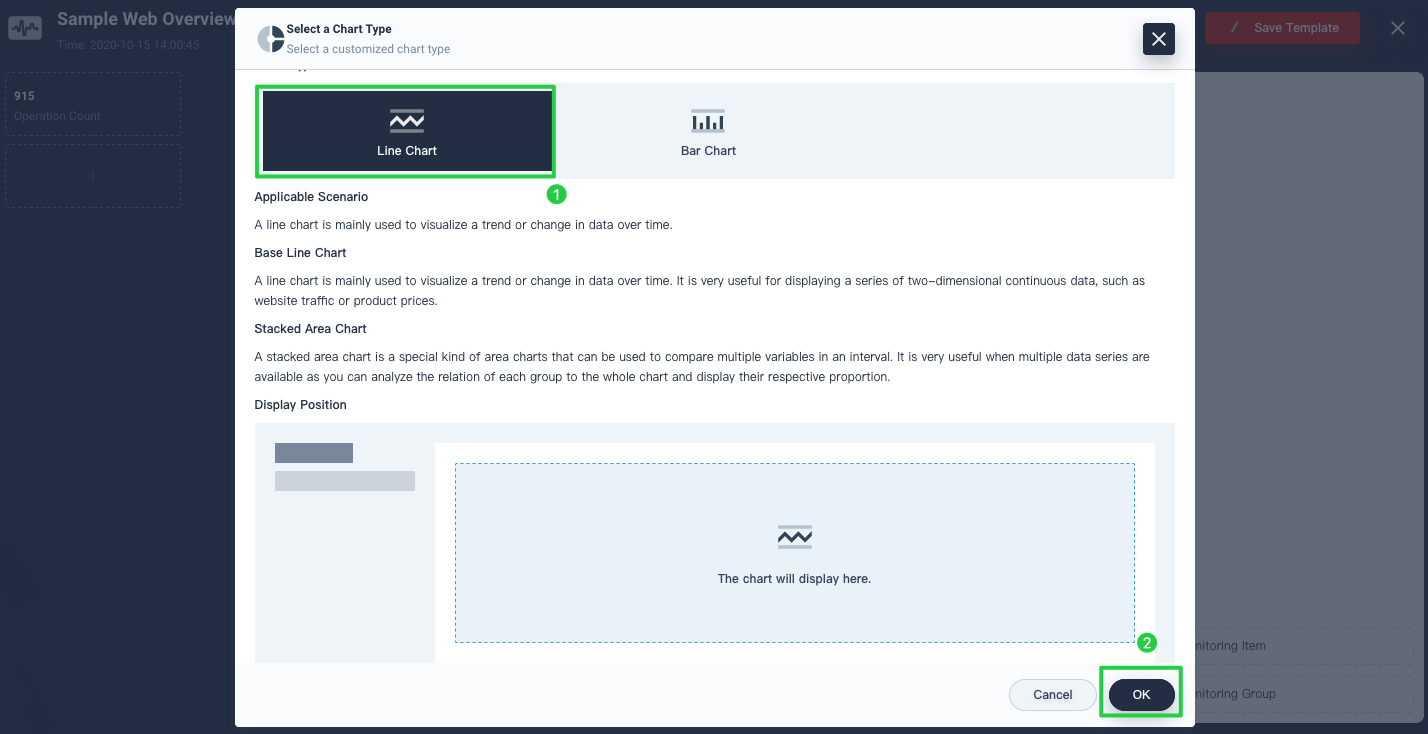 Sample Web Overview
Time: 2020-10-15 14:00:45
Select a Chart Type
Select a customized chart type
Save Template
915
Operation Count
Line Chart
Bar Chart
1
Applicable Scenario
A line chart is mainly used to visualize a trend or change in data over time.
Base Line Chart
A line chart is mainly used to visualize a trend or change in data over time. It is very useful for displaying a series of two-dimensional continuous data, such as
website traffic or product prices.
Stacked Area Chart
A stacked area chart is a special kind of area charts that can be used to compare multiple variables in an interval. It is very useful when multiple data series are
available as you can analyze the relation of each group to the whole chart and display their respective proportion.
Display Position
The chart will display here.
2
nitoring Item
nitoring Group
Cancel
OK